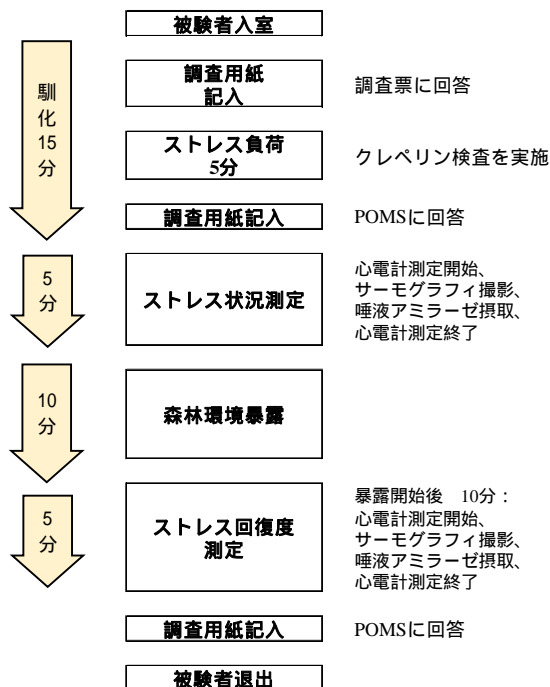 被験者入室
馴
化
15
分
調査用紙
記入
調査票に回答
ストレス負荷
5分
クレペリン検査を実施
調査用紙記入
POMSに回答
5
分
ストレス状況測定
心電計測定開始、
サーモグラフィ撮影、
唾液アミラーゼ摂取、
心電計測定終了
10
分
森林環境暴露
5
分
ストレス回復度
測定
暴露開始後　10分：
心電計測定開始、
サーモグラフィ撮影、
唾液アミラーゼ摂取、
心電計測定終了
調査用紙記入
POMSに回答
被験者退出